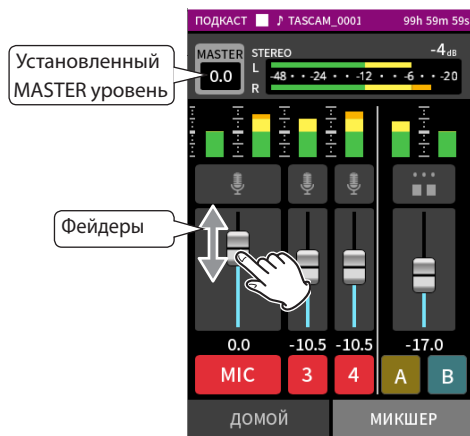 ПОДКАСТ ♪ TASCAM_0001 99h 59m 59s
Установленный
MASTER уровень
MASTER
0.0
STEREO
-4dB
L
-48 · · -24 · · -12 · · -6 · · -20
R
Фейдеры
0.0 -10.5 -10.5 -17.0
MIC 3 4 A B
ДОМОЙ МИКШЕР